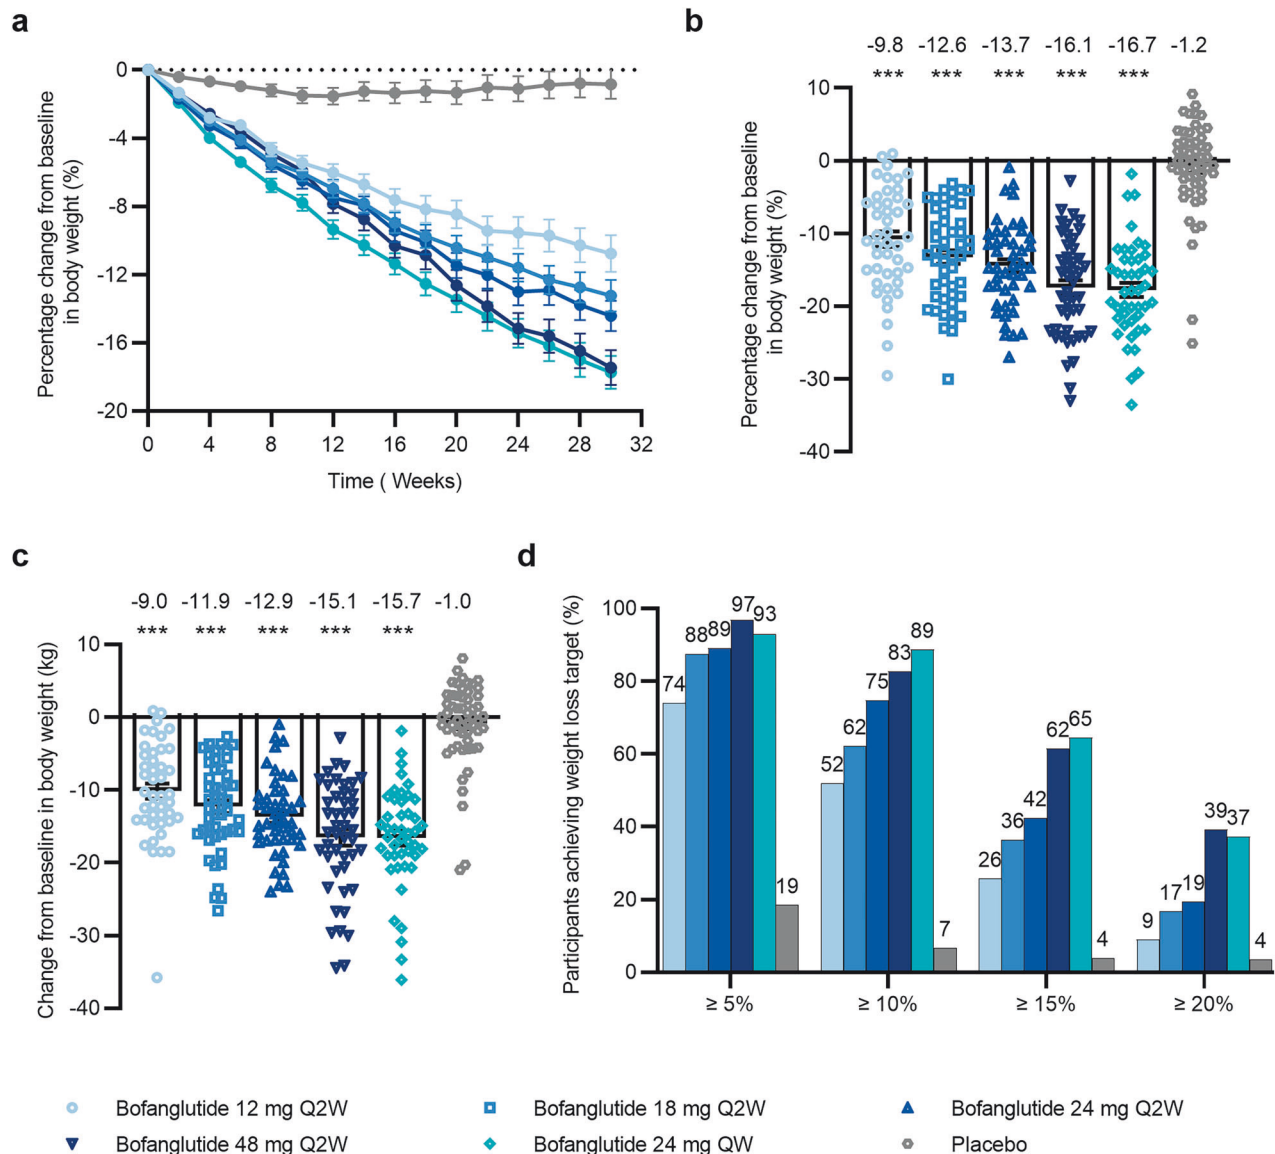 a
Percentage change from baseline
in body weight (%)
0
-4
-8
-12
-16
-20
0 4 8 12 16 20 24 28 32
Time ( Weeks)
b
-9.8 -12.6 -13.7 -16.1 -16.7 -1.2
*** *** *** *** ***
Percentage change from baseline
in body weight (%)
10
0
-10
-20
-30
-40
c
-9.0 -11.9 -12.9 -15.1 -15.7 -1.0
*** *** *** *** ***
Change from baseline in body weight (kg)
10
0
-10
-20
-30
-40
d
Participants achieving weight loss target (%)
100
80
60
40
20
0
74 88 89 97 93 19
52 62 75 83 89 7
26 36 42 62 65 4
9 17 19 39 37 4
≥ 5% ≥ 10% ≥ 15% ≥ 20%
Bofanglutide 12 mg Q2W Bofanglutide 18 mg Q2W Bofanglutide 24 mg Q2W
Bofanglutide 48 mg Q2W Bofanglutide 24 mg QW Placebo